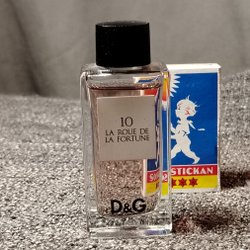 10
LA ROUE DE
LA FORTUNE
D&G
STICKAN